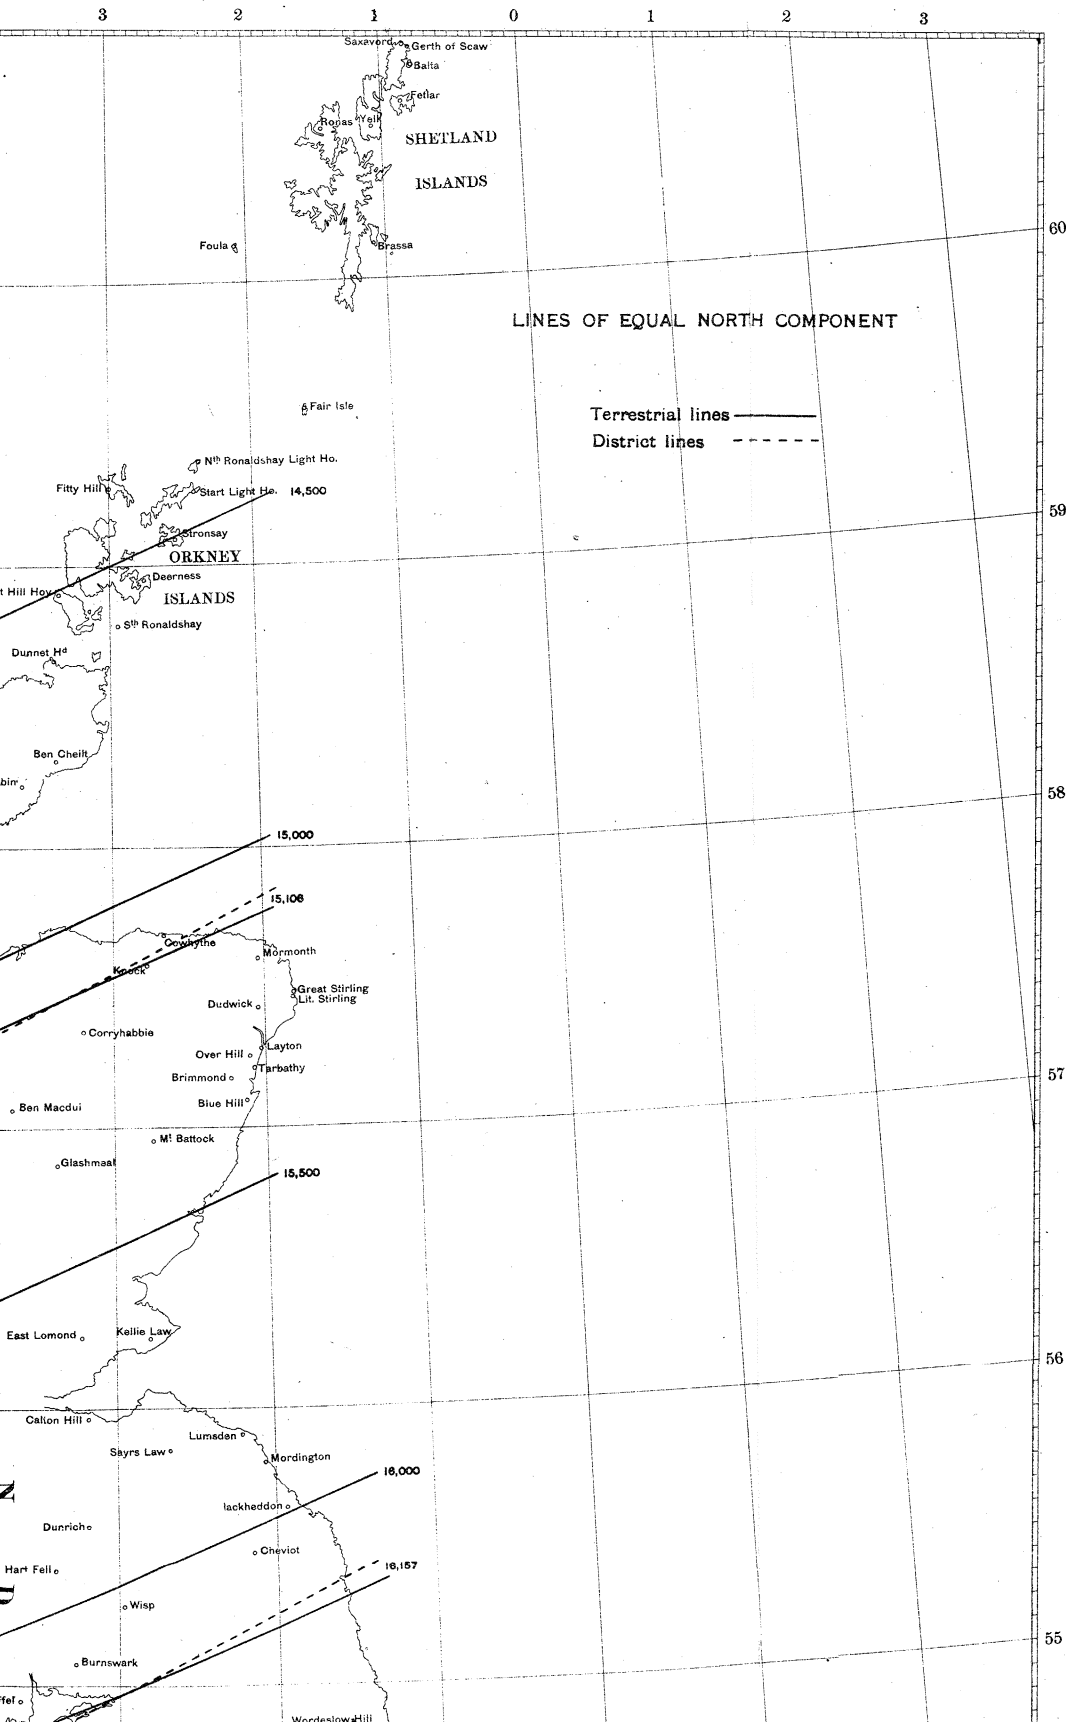 3 2 1 0 1 2 3
Saxavord
Gerth of Scaw
Balta
Fetlar
Ronas
Yell
SHETLAND
ISLANDS
60
Foula
Brassa
LINES OF EQUAL NORTH COMPONENT
Fair Isle
Terrestrial lines
District lines
Nth Ronaldshay Light Ho.
Fitty Hill
Start Light Ho.
14,500
59
Stronsay
ORKNEY
Deerness
t Hill Hoy
ISLANDS
Sth Ronaldshay
Dunnet Hd
Ben Cheilt
bin
58
15,000
15,106
Cowhythe
Mormonth
Knock
Great Stirling
Lit. Stirling
Dudwick
Corryhabbie
Layton
Over Hill
Tarbathy
57
Brimmond
Blue Hill
Ben Macdui
Mt Battock
Glashmeal
15,500
East Lomond
Kellie Law
56
Calton Hill
Lumsden
Sayrs Law
Mordington
16,000
N
lackheddon
Dunrich
Cheviot
Hart Fell
16,157
D
Wisp
55
Burnswark
ffel
Wordeslow Hill